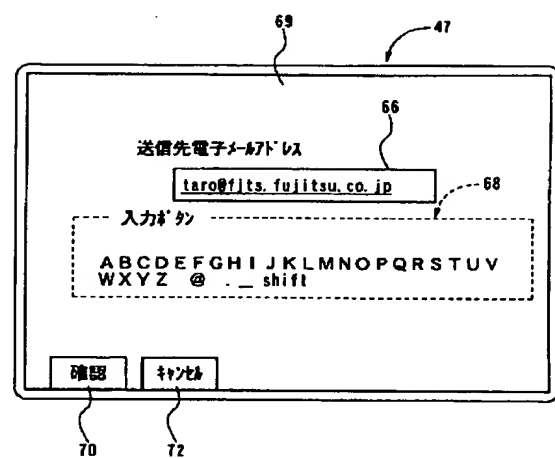 69
47
66
送信先電子メールアドレス
taro@fjts.fujitsu.co.jp
68
入力ボタン
ABCDEFGHIJKLMNOPQRSTUV
WXYZ @ ._ shift
確認 キャンセル
70 72